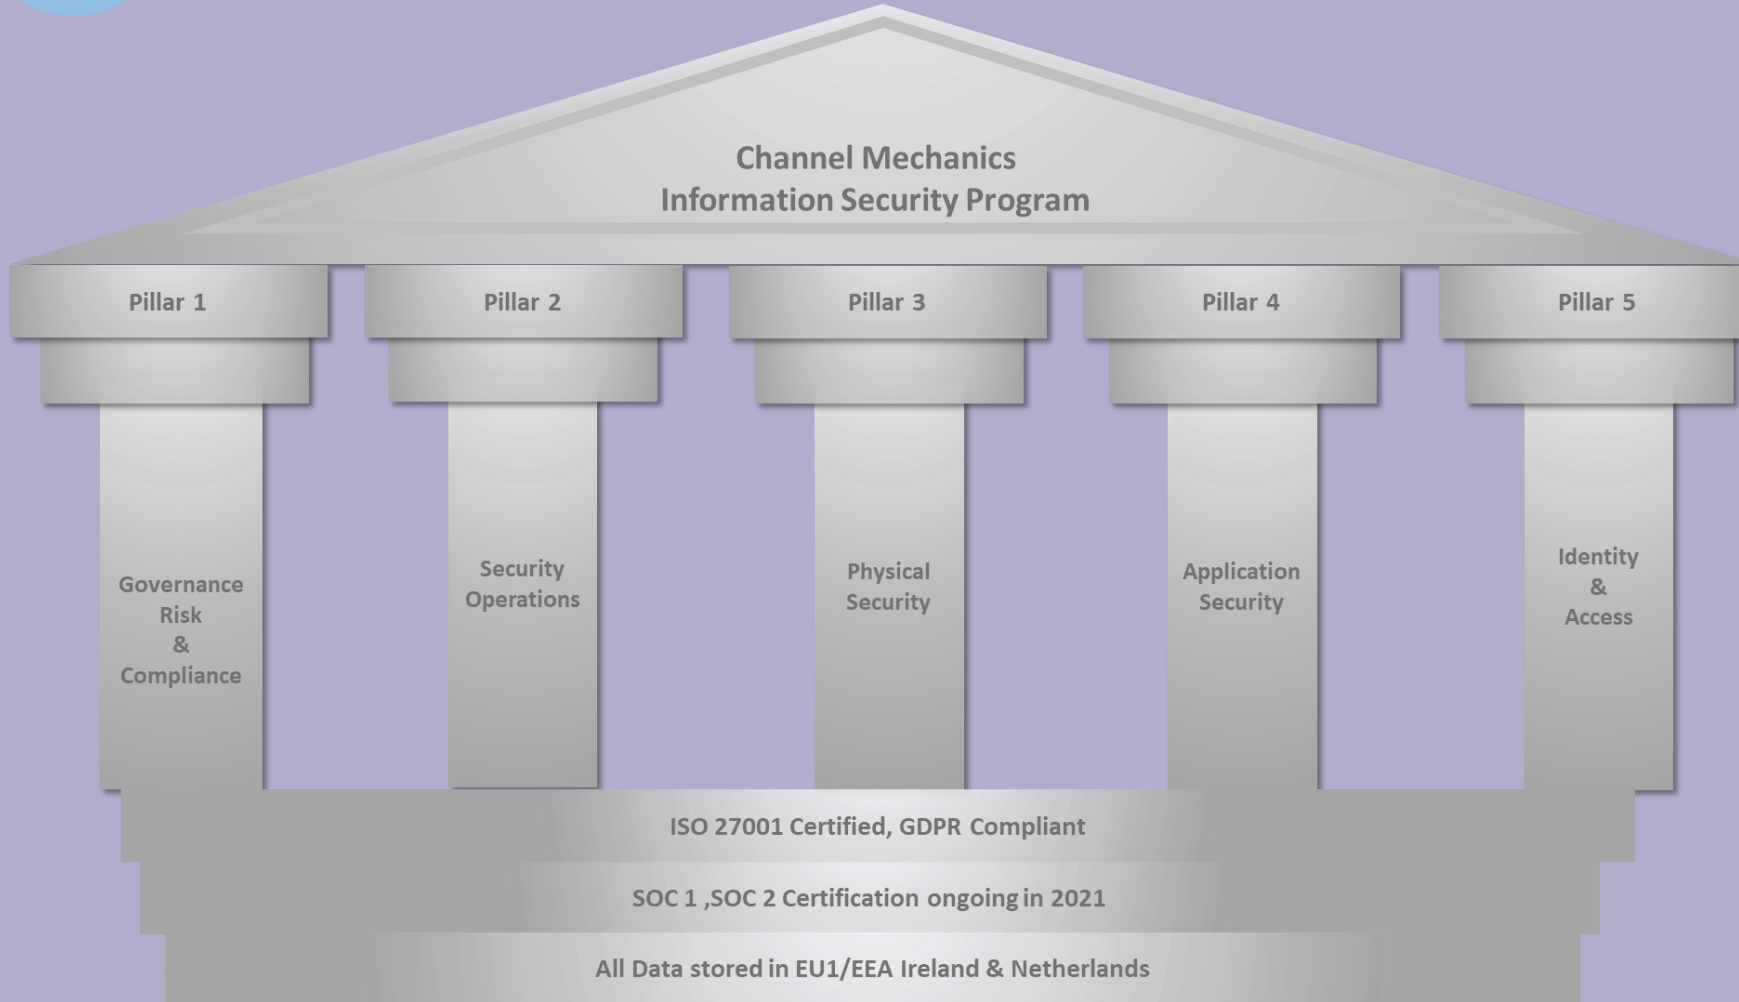 Channel Mechanics
Information Security Program
Pillar 1
Pillar 2
Pillar 3
Pillar 4
Pillar 5
Governance
Risk
&
Compliance
Security
Operations
Physical
Security
Application
Security
Identity
&
Access
ISO 27001 Certified, GDPR Compliant
SOC 1 ,SOC 2 Certification ongoing in 2021
All Data stored in EU1/EEA Ireland & Netherlands